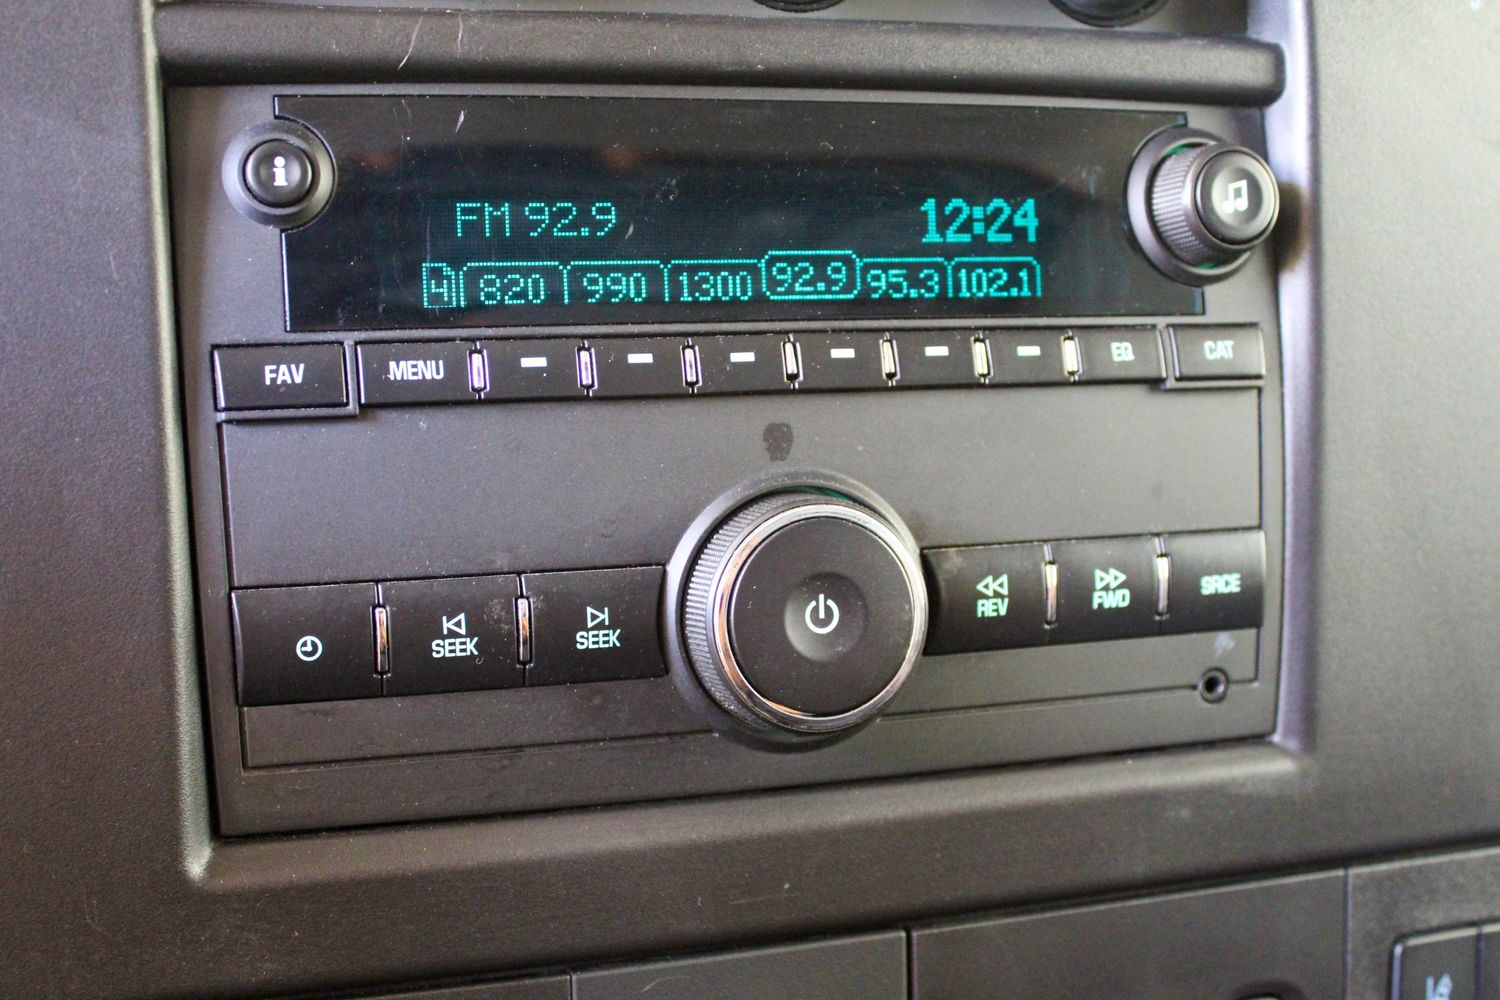 FM 92.9 12:24
4 820 990 1300 92.9 95.3 102.1
FAV MENU EQ CAT
SEEK SEEK REV FWD SRCE